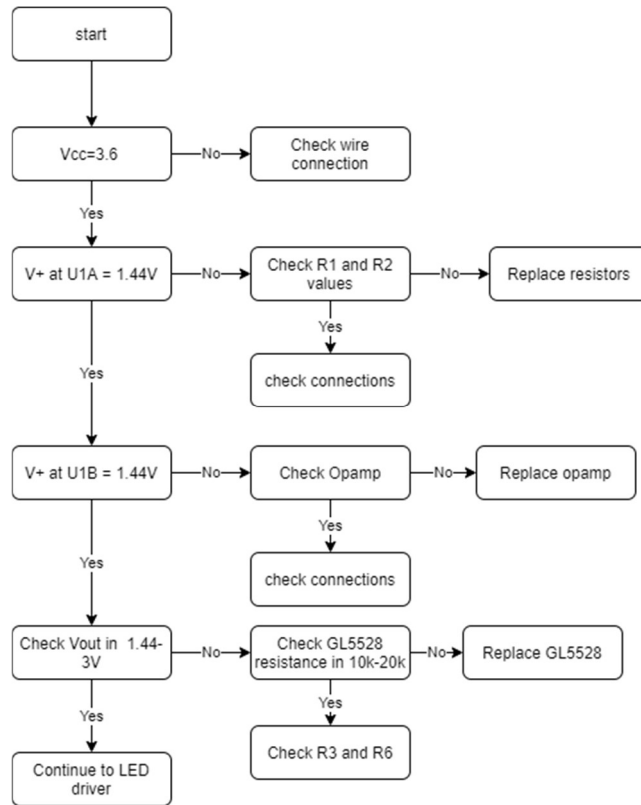 start
Vcc=3.6
No
Check wire
connection
Yes
V+ at U1A = 1.44V
No
Check R1 and R2
values
No
Replace resistors
Yes
check connections
Yes
V+ at U1B = 1.44V
No
Check Opamp
No
Replace opamp
Yes
check connections
Yes
Check Vout in 1.44-
3V
No
Check GL5528
resistance in 10k-20k
No
Replace GL5528
Yes
Check R3 and R6
Yes
Continue to LED
driver